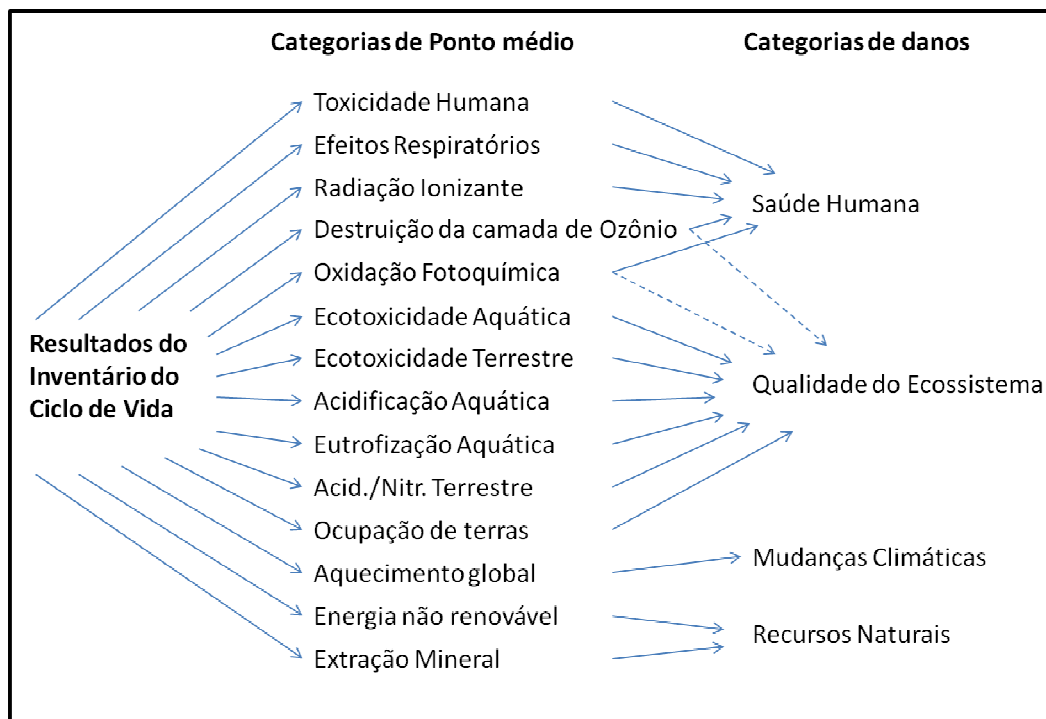 Categorias de Ponto médio
Categorias de danos
Toxicidade Humana
Efeitos Respiratórios
Radiação Ionizante
Destruição da camada de Ozônio
Oxidação Fotoquímica
Ecotoxicidade Aquática
Ecotoxicidade Terrestre
Acidificação Aquática
Eutrofização Aquática
Acid./Nitr. Terrestre
Ocupação de terras
Aquecimento global
Energia não renovável
Extração Mineral
Resultados do
Inventário do
Ciclo de Vida
Saúde Humana
Qualidade do Ecossistema
Mudanças Climáticas
Recursos Naturais